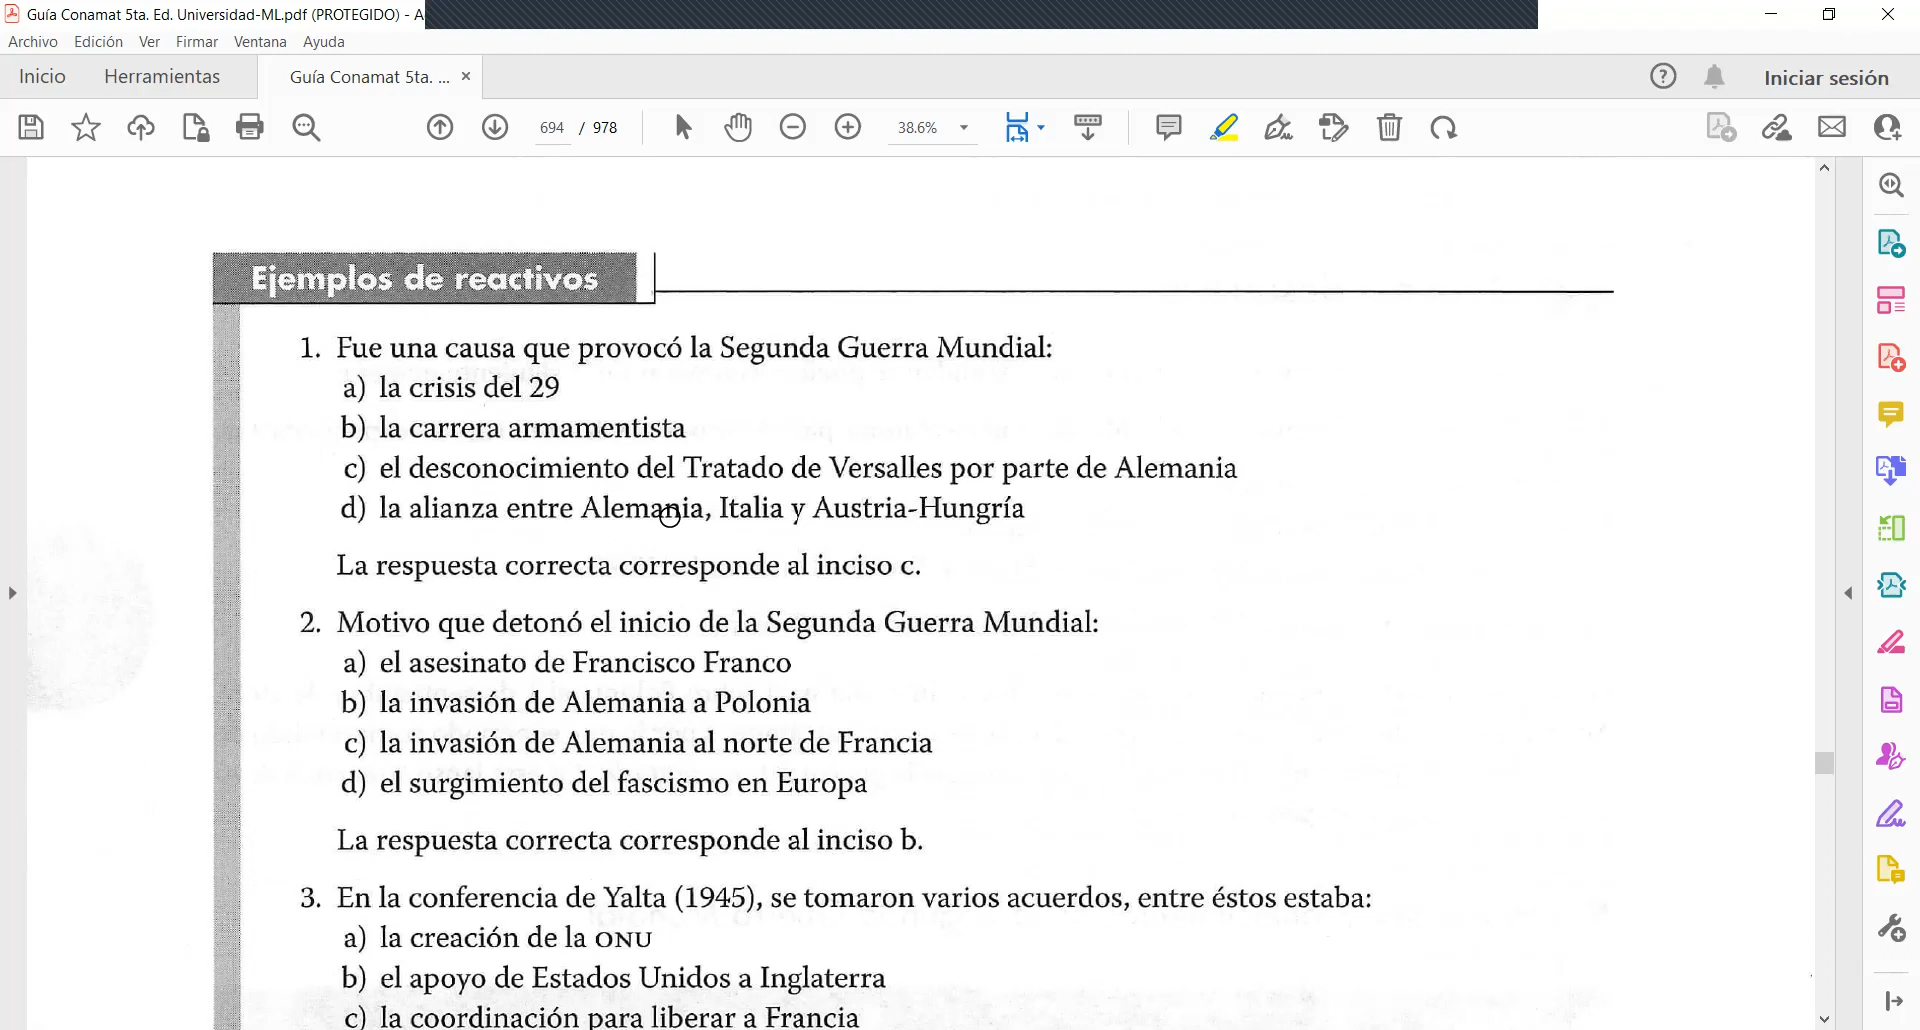 Guía Conamat 5ta. Ed. Universidad-ML.pdf (PROTEGIDO) - A
Archivo Edición Ver Firmar Ventana Ayuda
Inicio Herramientas Guía Conamat 5ta. ... × Iniciar sesión
694 / 978 38.6%
Ejemplos de reactivos
1. Fue una causa que provocó la Segunda Guerra Mundial:
a) la crisis del 29
b) la carrera armamentista
c) el desconocimiento del Tratado de Versalles por parte de Alemania
d) la alianza entre Alemania, Italia y Austria-Hungría
La respuesta correcta corresponde al inciso c.
2. Motivo que detonó el inicio de la Segunda Guerra Mundial:
a) el asesinato de Francisco Franco
b) la invasión de Alemania a Polonia
c) la invasión de Alemania al norte de Francia
d) el surgimiento del fascismo en Europa
La respuesta correcta corresponde al inciso b.
3. En la conferencia de Yalta (1945), se tomaron varios acuerdos, entre éstos estaba:
a) la creación de la ONU
b) el apoyo de Estados Unidos a Inglaterra
c) la coordinación para liberar a Francia